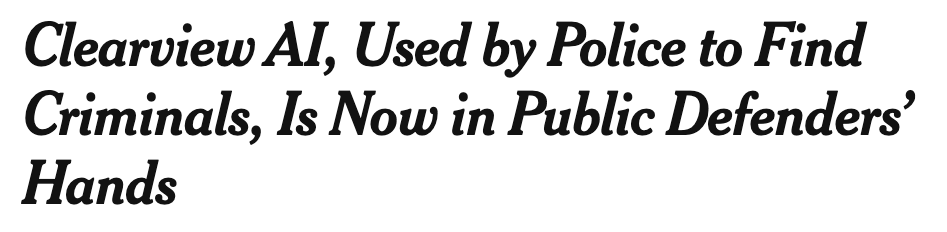 Clearview AI, Used by Police to Find
Criminals, Is Now in Public Defenders’
Hands